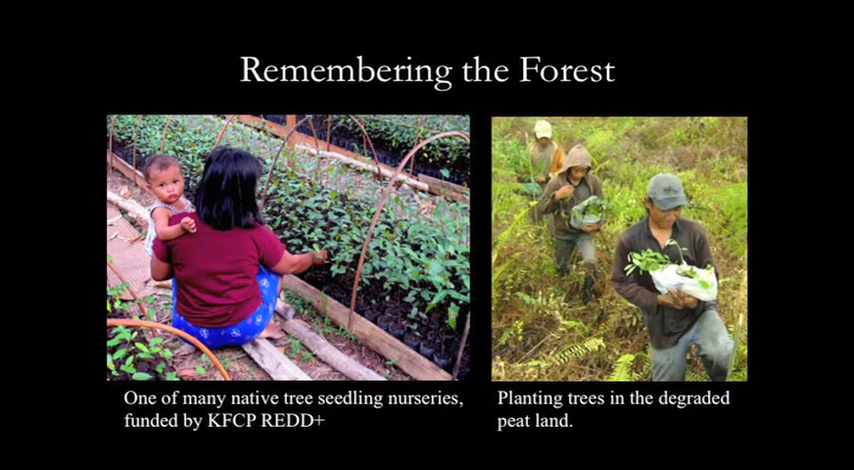 Remembering the Forest
One of many native tree seedling nurseries,
funded by KFCP REDD+
Planting trees in the degraded
peat land.